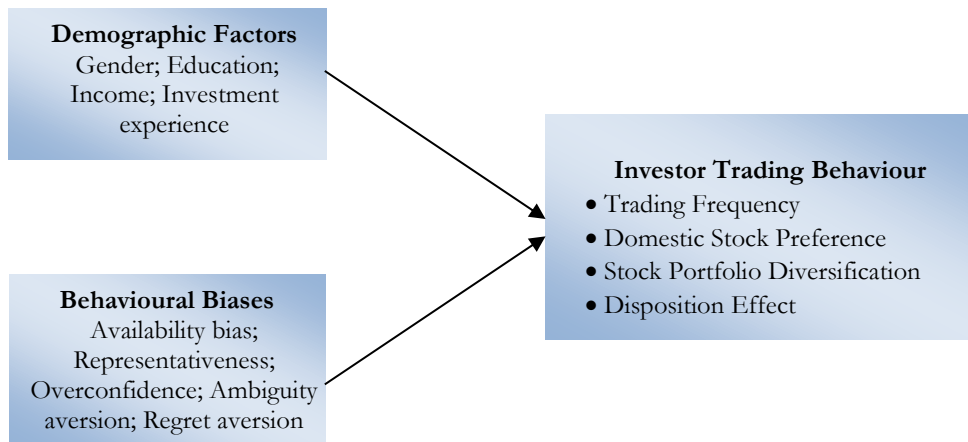 Demographic Factors
Gender; Education;
Income; Investment
experience
Behavioural Biases
Availability bias;
Representativeness;
Overconfidence; Ambiguity
aversion; Regret aversion
Investor Trading Behaviour
• Trading Frequency
• Domestic Stock Preference
• Stock Portfolio Diversification
• Disposition Effect